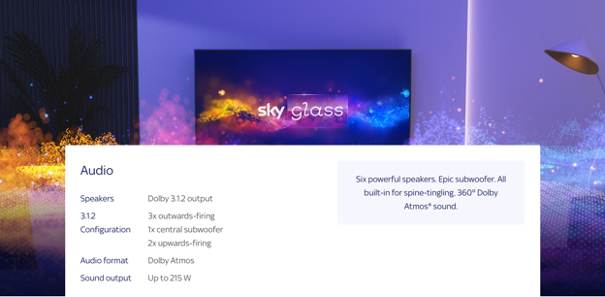 sky glass
Audio
Speakers Dolby 3.1.2 output
3.1.2 3x outwards-firing
Configuration 1x central subwoofer
2x upwards-firing
Audio format Dolby Atmos
Sound output Up to 215 W
Six powerful speakers. Epic subwoofer. All
built-in for spine-tingling, 360° Dolby
Atmos® sound.